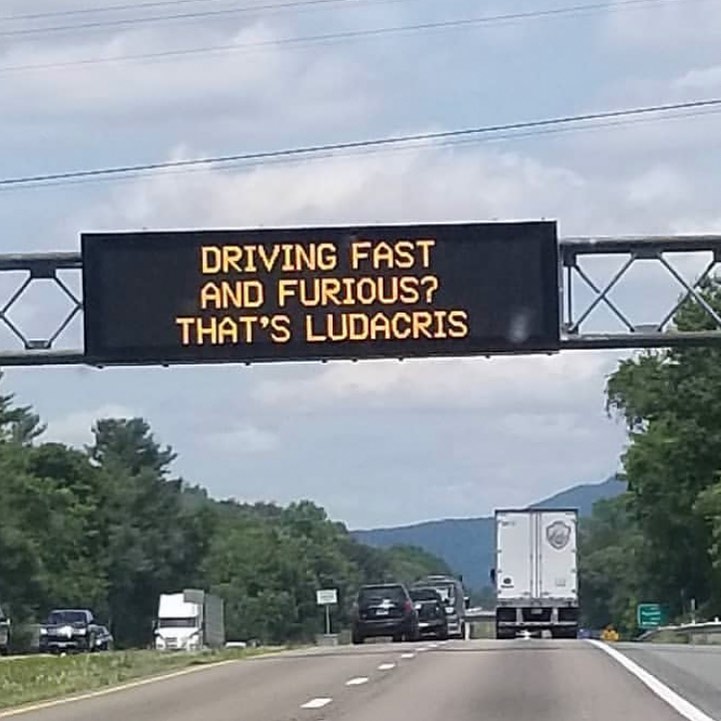 DRIVING FAST
AND FURIOUS?
THAT'S LUDACRIS